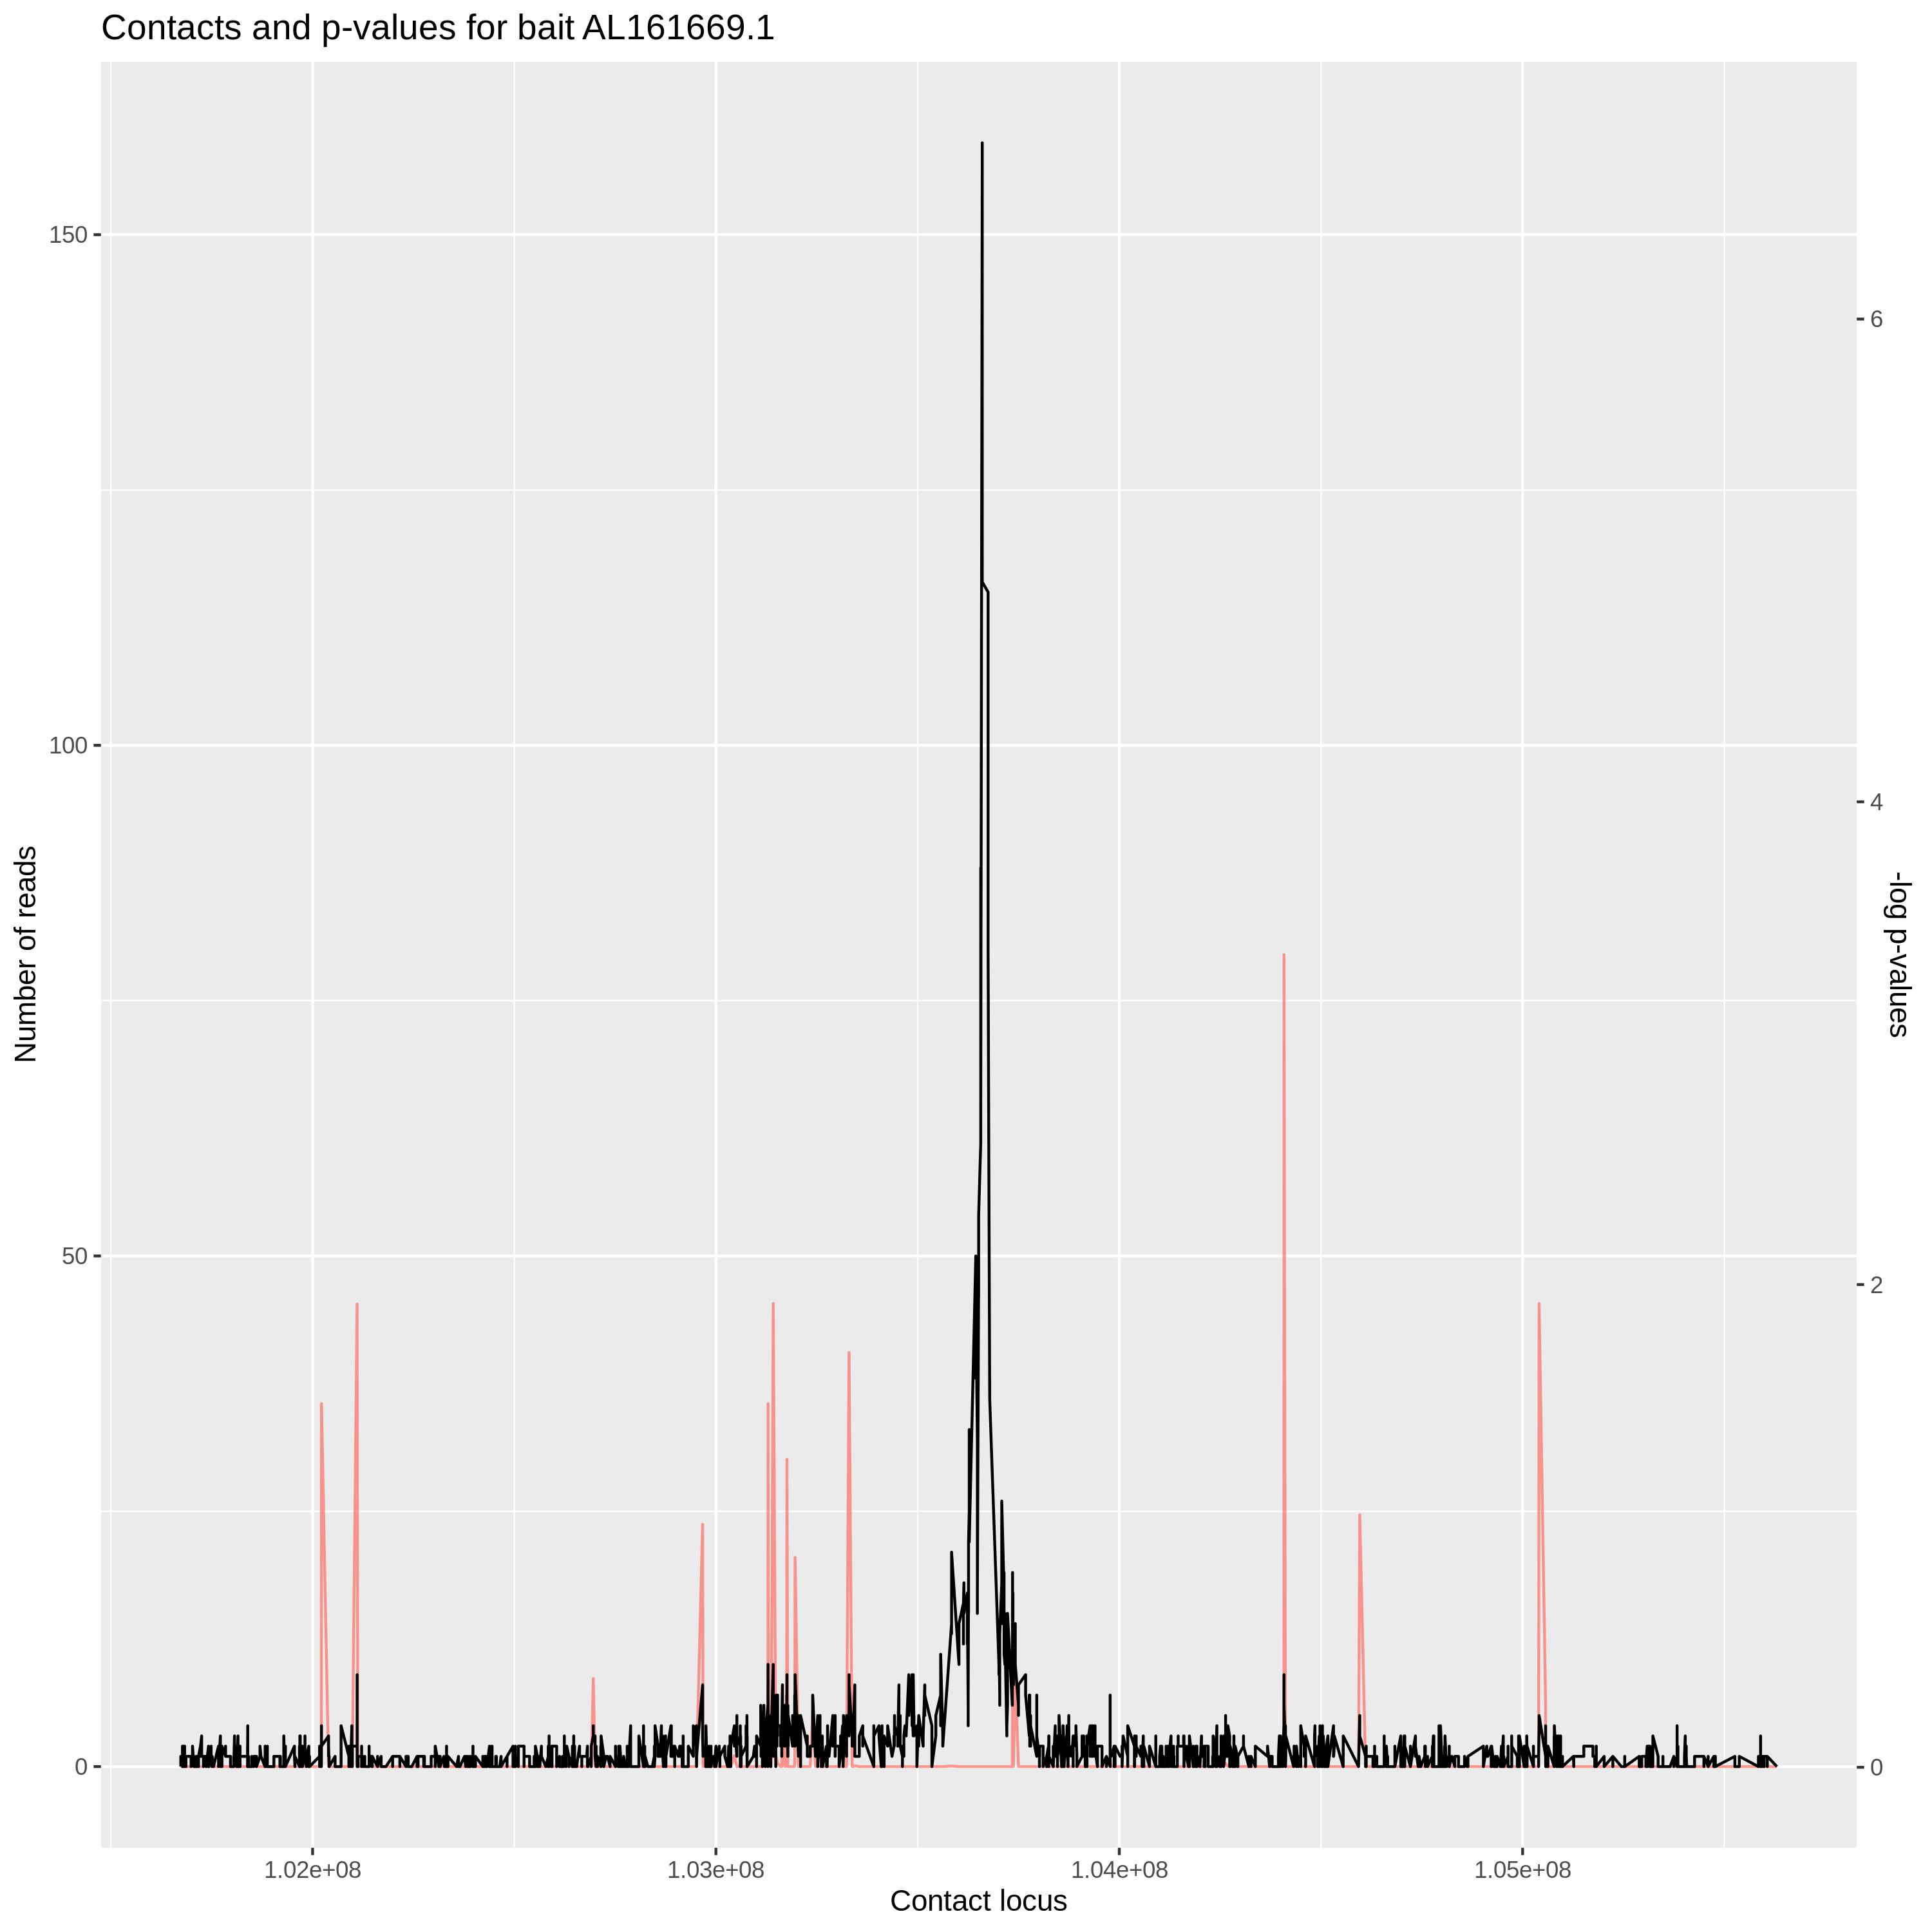 Contacts and p-values for bait AL161669.1
150
100
50
0
6
4
2
0
Number of reads
-log p-values
1.02e+08
1.03e+08
1.04e+08
1.05e+08
Contact locus